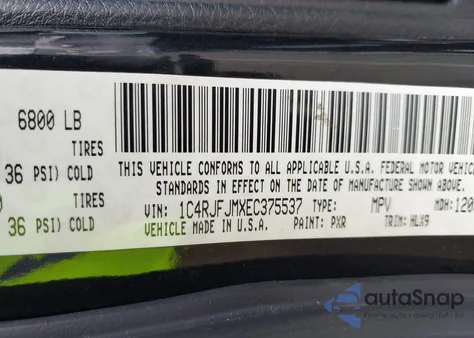 6800 LB
TIRES
36 PSI) COLD
TIRES
36 PSI) COLD
THIS VEHICLE CONFORMS TO ALL APPLICABLE U.S.A. FEDERAL MOTOR VEHIC
STANDARDS IN EFFECT ON THE DATE OF MANUFACTURE SHOWN ABOVE.
VIN: 1C4RJFJMXEC375537 TYPE: MPV MDH: 120
VEHICLE MADE IN U.S.A. PAINT: PXR TRIM: HLX9
autoSnap